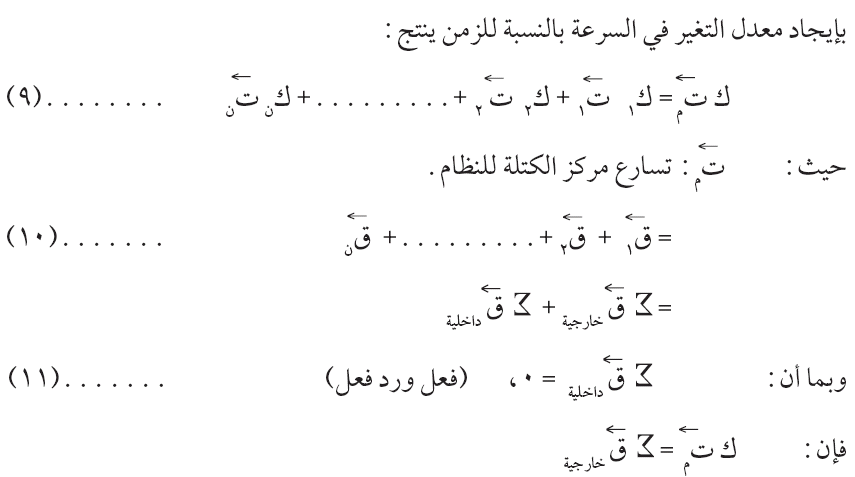 بإيجاد معدل التغير في السرعة بالنسبة للزمن ينتج :
ك ت←م = ك١ ت←١ + ك٢ ت←٢ + . . . . . . . . . + كن ت←ن . . . . . . . . (٩)
حيث : ت←م : تسارع مركز الكتلة للنظام .
= ق←١ + ق←٢ + . . . . . . . . . + ق←ن . . . . . . . (١٠)
= Σ ق←خارجية + Σ ق←داخلية
وبما أن : Σ ق←داخلية = ٠ ، (فعل ورد فعل) . . . . . . . (١١)
فإن : ك ت←م = Σ ق←خارجية